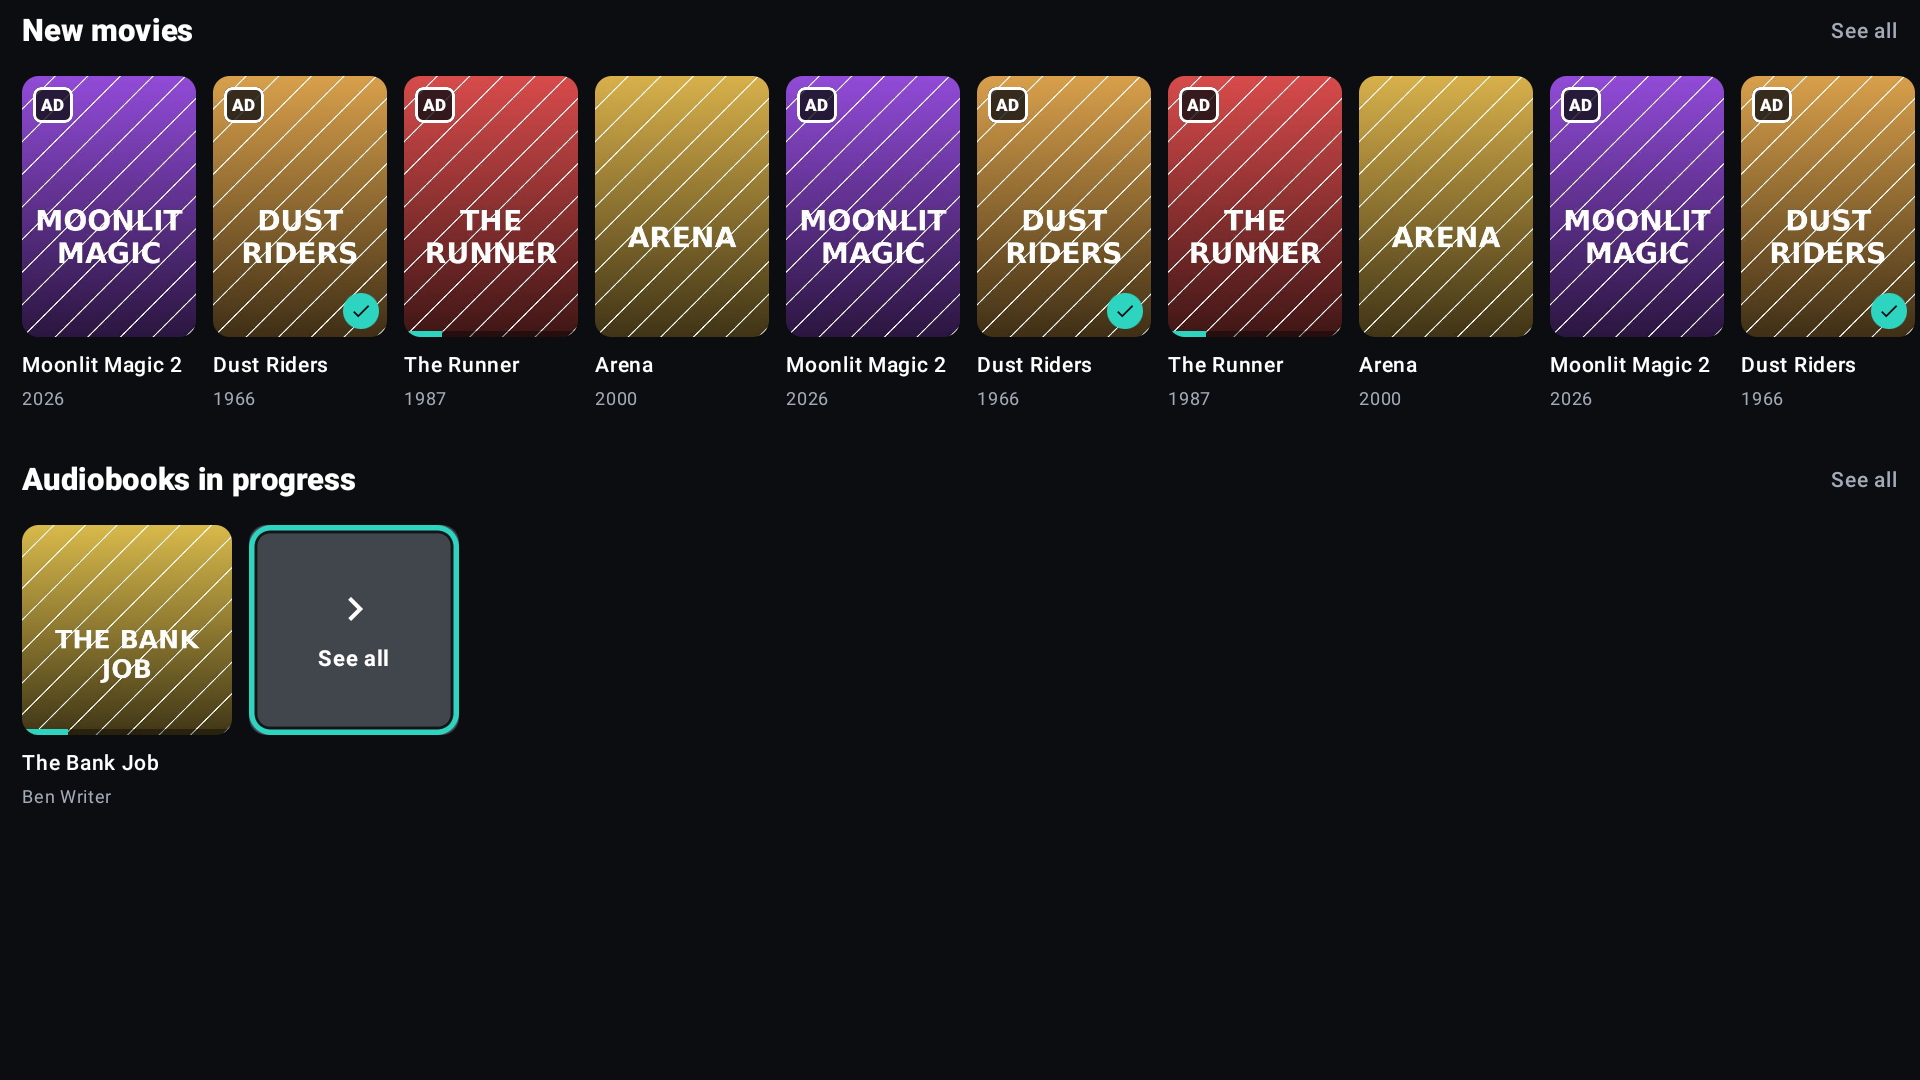 New movies
See all
AD
AD
AD
AD
AD
AD
AD
AD
MOONLIT
MAGIC
DUST
RIDERS
THE
RUNNER
ARENA
MOONLIT
MAGIC
DUST
RIDERS
THE
RUNNER
ARENA
MOONLIT
MAGIC
DUST
RIDERS
Moonlit Magic 2
Dust Riders
The Runner
Arena
Moonlit Magic 2
Dust Riders
The Runner
Arena
Moonlit Magic 2
Dust Riders
2026
1966
1987
2000
2026
1966
1987
2000
2026
1966
Audiobooks in progress
See all
THE BANK
JOB
See all
The Bank Job
Ben Writer